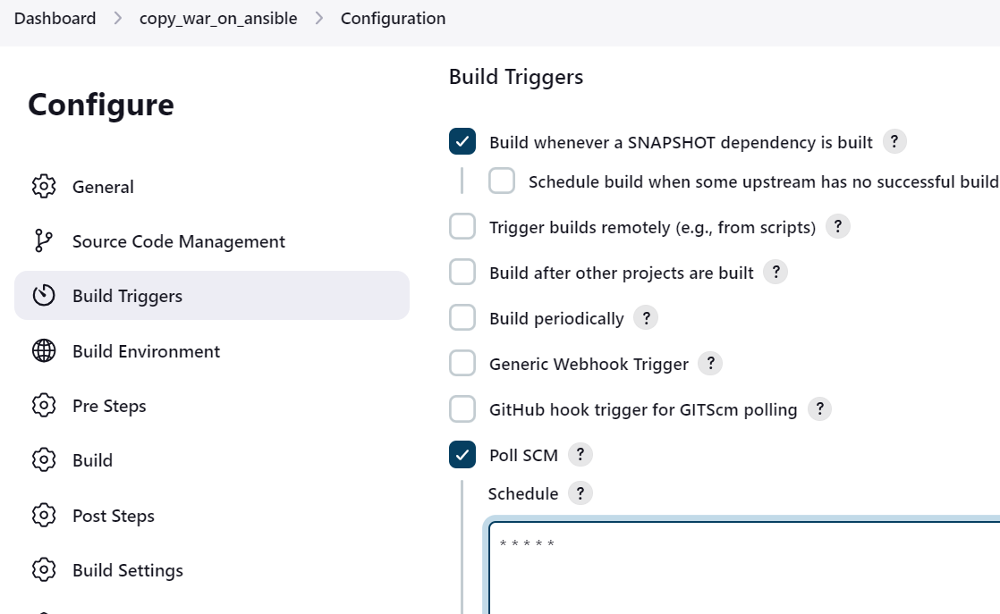 Dashboard > copy_war_on_ansible > Configuration
Configure
General
Source Code Management
Build Triggers
Build Environment
Pre Steps
Build
Post Steps
Build Settings
Build Triggers
Build whenever a SNAPSHOT dependency is built ?
Schedule build when some upstream has no successful build
Trigger builds remotely (e.g., from scripts) ?
Build after other projects are built ?
Build periodically ?
Generic Webhook Trigger ?
GitHub hook trigger for GITScm polling ?
Poll SCM ?
Schedule ?
* * * * *